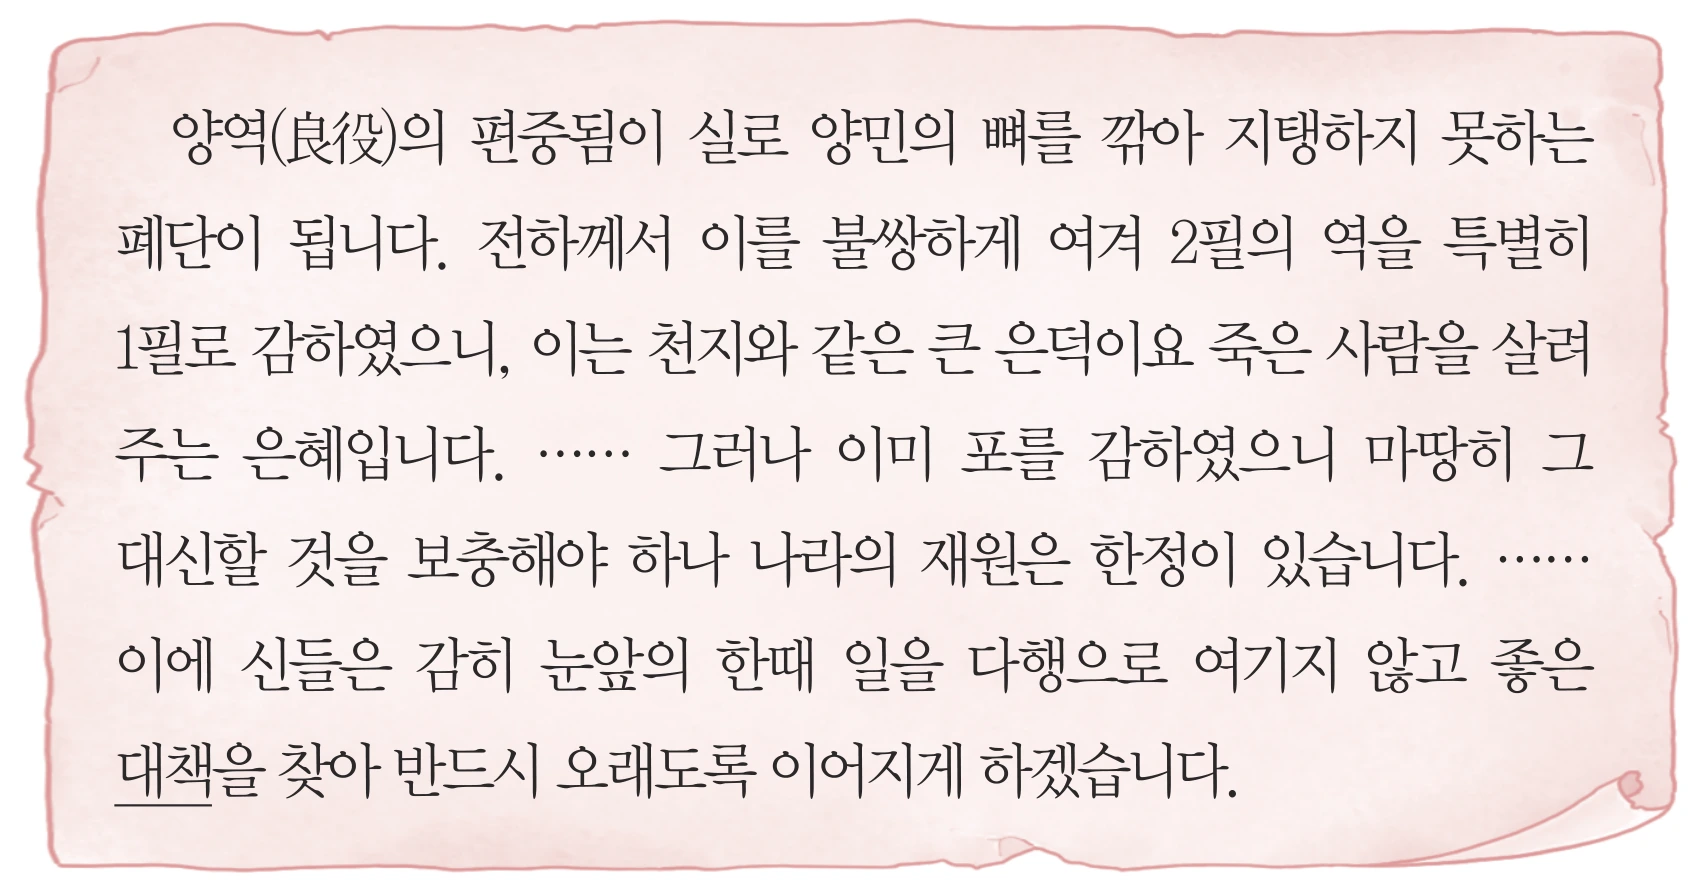 양역(良役)의 편중됨이 실로 양민의 뼈를 깎아 지탱하지 못하는
폐단이 됩니다. 전하께서 이를 불쌍하게 여겨 2필의 역을 특별히
1필로 감하였으니, 이는 천지와 같은 큰 은덕이요 죽은 사람을 살려
주는 은혜입니다. …… 그러나 이미 포를 감하였으니 마땅히 그
대신할 것을 보충해야 하나 나라의 재원은 한정이 있습니다. ……
이에 신들은 감히 눈앞의 한때 일을 다행으로 여기지 않고 좋은
대책을 찾아 반드시 오래도록 이어지게 하겠습니다.